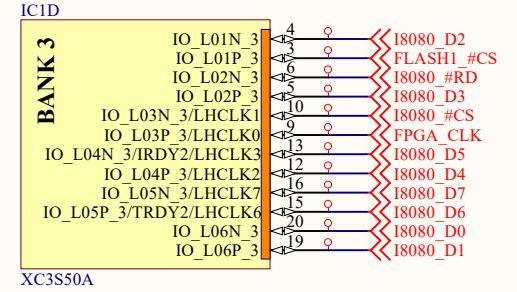 IC1D
BANK 3
IO_L01N_3 4 I8080_D2
IO_L01P_3 3 FLASH1_#CS
IO_L02N_3 6 I8080_#RD
IO_L02P_3 5 I8080_D3
IO_L03N_3/LHCLK1 10 I8080_#CS
IO_L03P_3/LHCLK0 9 FPGA_CLK
IO_L04N_3/IRDY2/LHCLK3 13 I8080_D5
IO_L04P_3/LHCLK2 12 I8080_D4
IO_L05N_3/LHCLK7 16 I8080_D7
IO_L05P_3/TRDY2/LHCLK6 15 I8080_D6
IO_L06N_3 20 I8080_D0
IO_L06P_3 19 I8080_D1
XC3S50A